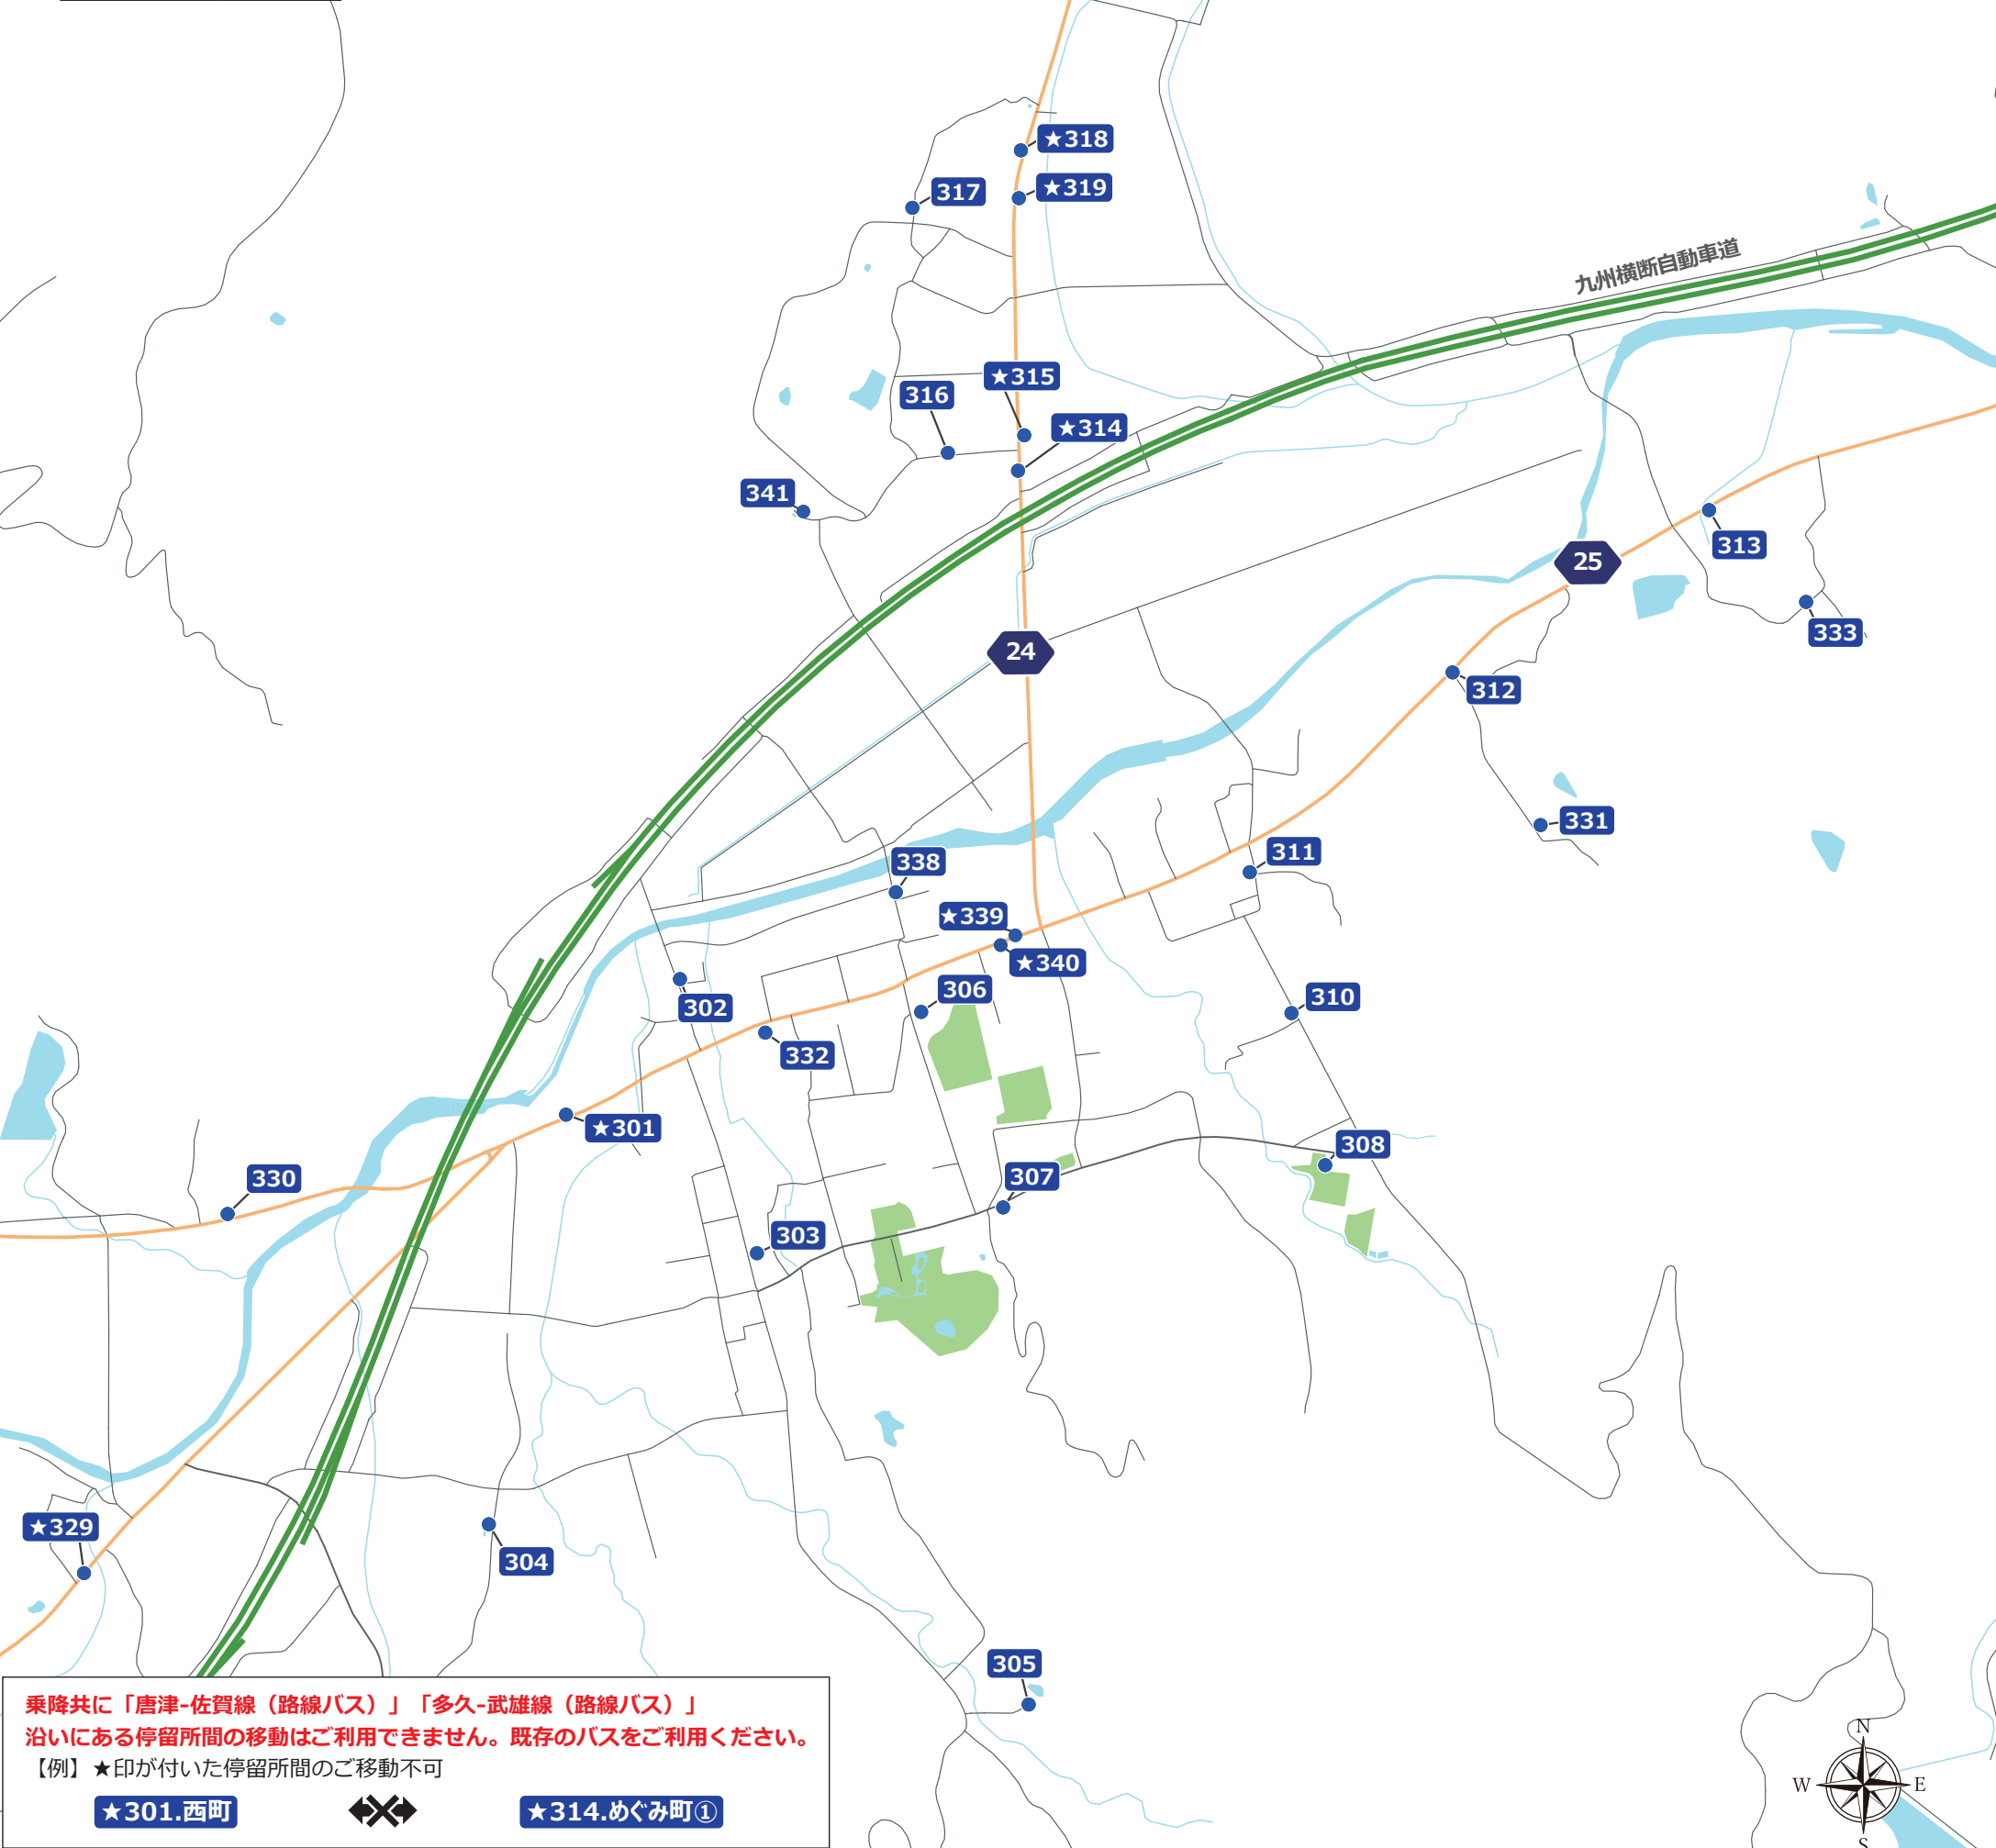 ★318
★319
317
九州横断自動車道
★315
316
★314
341
25
313
333
24
312
331
338
311
★339
★340
306
310
302
332
★301
308
330
307
303
★329
304
305
乗降共に「唐津-佐賀線（路線バス）」「多久-武雄線（路線バス）」
沿いにある停留所間の移動はご利用できません。既存のバスをご利用ください。
【例】★印が付いた停留所間のご移動不可
★301.西町
★314.めぐみ町①
N
W
E
S